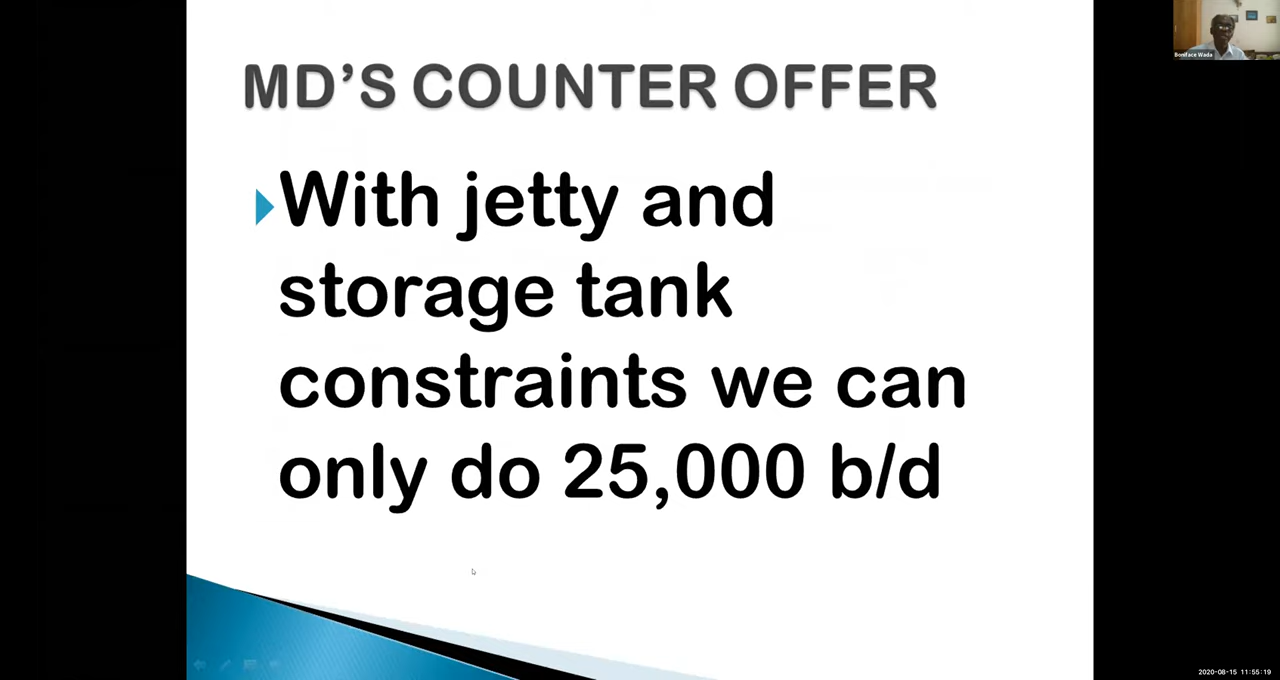 MD’S COUNTER OFFER
With jetty and
storage tank
constraints we can
only do 25,000 b/d
Boniface Wada
2020-08-15 11:55:19